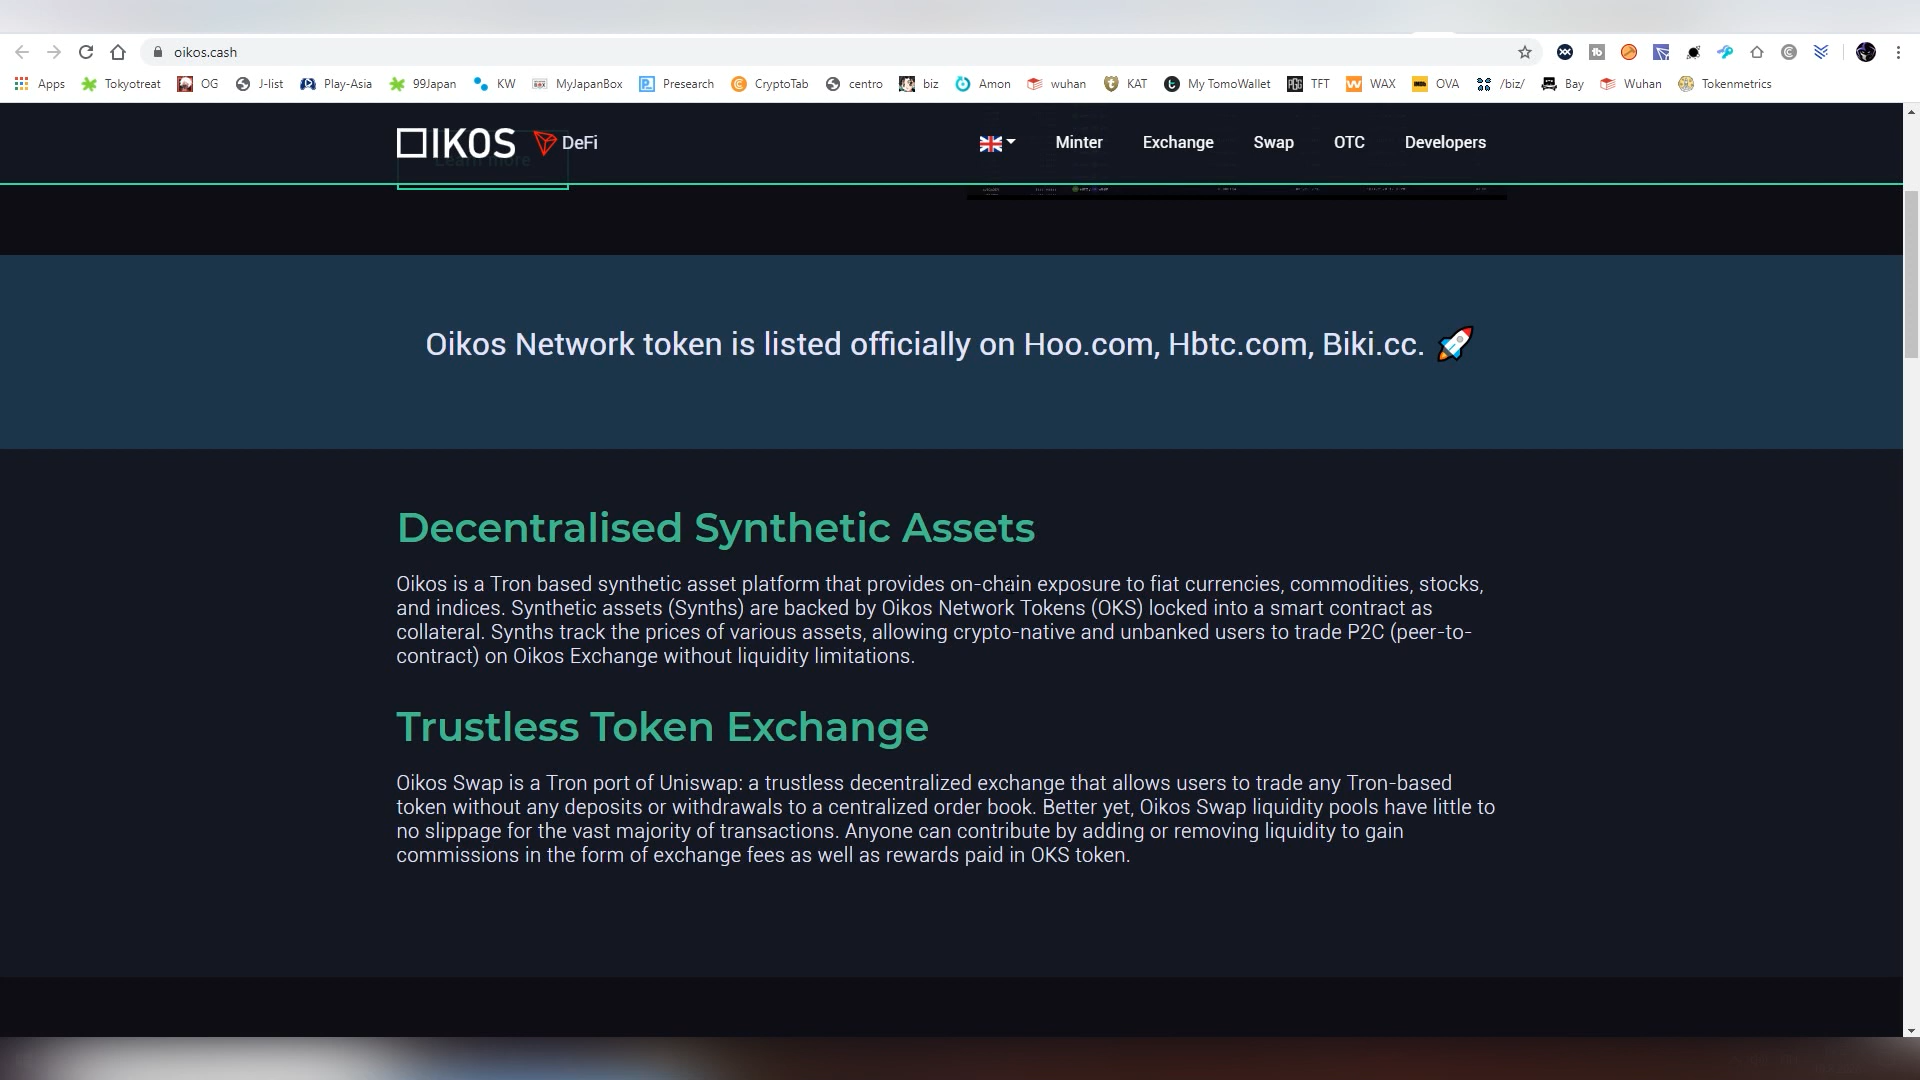 oikos.cash
Apps Tokyotreat OG J-list Play-Asia 99Japan KW MyJapanBox Presearch CryptoTab centro biz Amon wuhan KAT My TomoWallet TFT WAX OVA /biz/ Bay Wuhan Tokenmetrics
OIKOS DeFi Minter Exchange Swap OTC Developers
Learn more
Oikos Network token is listed officially on Hoo.com, Hbtc.com, Biki.cc. 🚀
Decentralised Synthetic Assets
Oikos is a Tron based synthetic asset platform that provides on-chain exposure to fiat currencies, commodities, stocks,
and indices. Synthetic assets (Synths) are backed by Oikos Network Tokens (OKS) locked into a smart contract as
collateral. Synths track the prices of various assets, allowing crypto-native and unbanked users to trade P2C (peer-to-
contract) on Oikos Exchange without liquidity limitations.
Trustless Token Exchange
Oikos Swap is a Tron port of Uniswap: a trustless decentralized exchange that allows users to trade any Tron-based
token without any deposits or withdrawals to a centralized order book. Better yet, Oikos Swap liquidity pools have little to
no slippage for the vast majority of transactions. Anyone can contribute by adding or removing liquidity to gain
commissions in the form of exchange fees as well as rewards paid in OKS token.